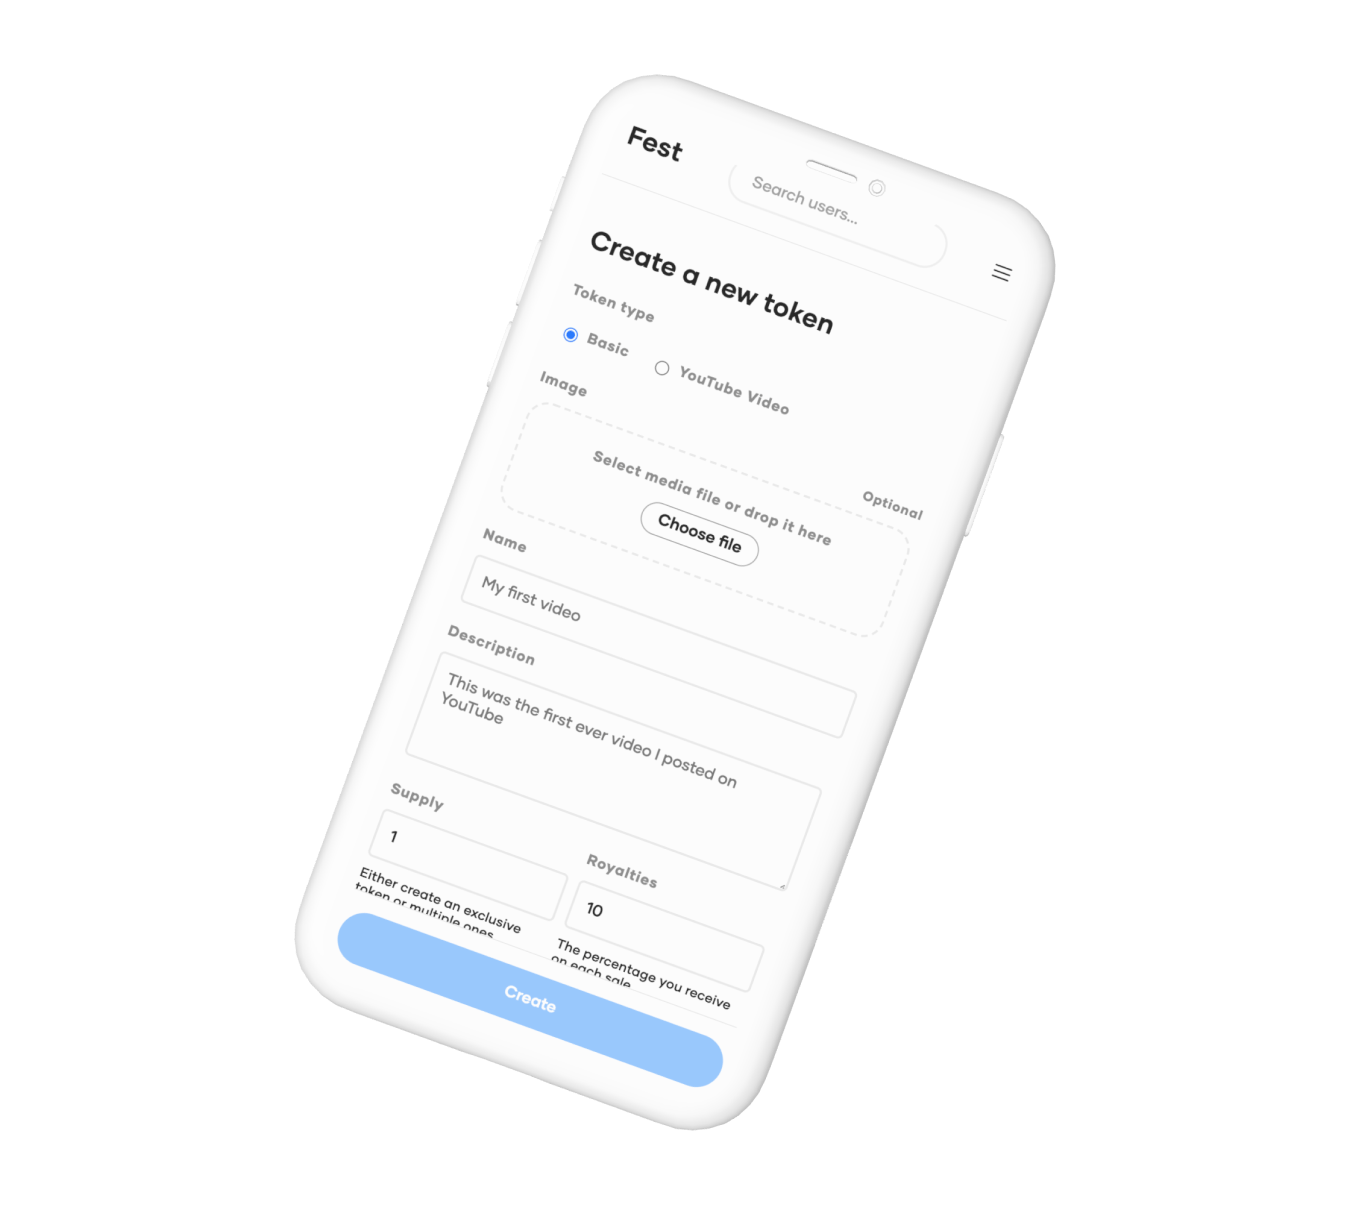 Fest
Search users...
Create a new token
Token type
Basic
YouTube Video
Image
Optional
Select media file or drop it here
Choose file
Name
My first video
Description
This was the first ever video I posted on
YouTube
Supply
Royalties
1
10
Either create an exclusive
token or multiple ones
The percentage you receive
on each sale
Create